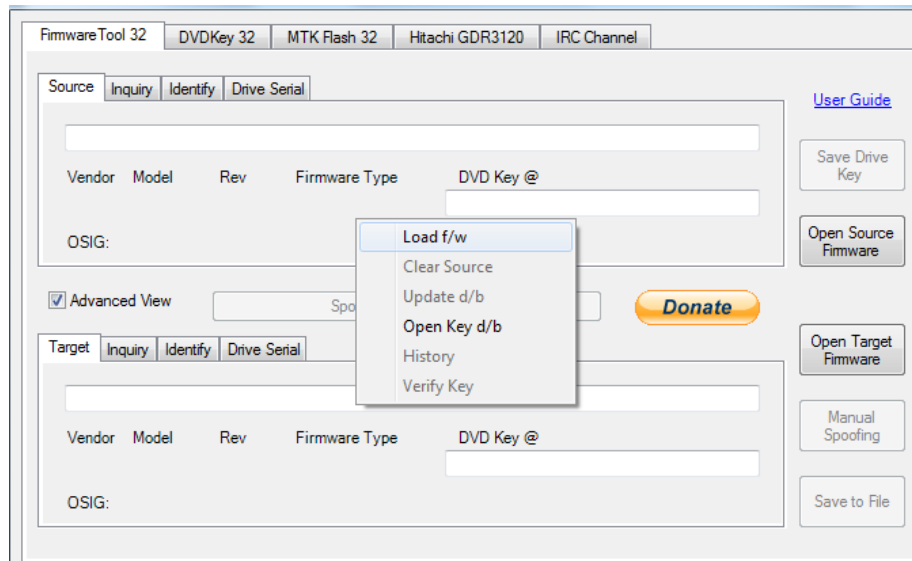 FirmwareTool 32 DVDKey 32 MTK Flash 32 Hitachi GDR3120 IRC Channel
Source Inquiry Identify Drive Serial
User Guide
Save Drive
Key
Vendor Model Rev Firmware Type DVD Key @
Open Source
Firmware
OSIG:
Load f/w
Clear Source
Update d/b
Open Key d/b
History
Verify Key
Advanced View
Donate
Target Inquiry Identify Drive Serial
Open Target
Firmware
Vendor Model Rev Firmware Type DVD Key @
Manual
Spoofing
OSIG:
Save to File